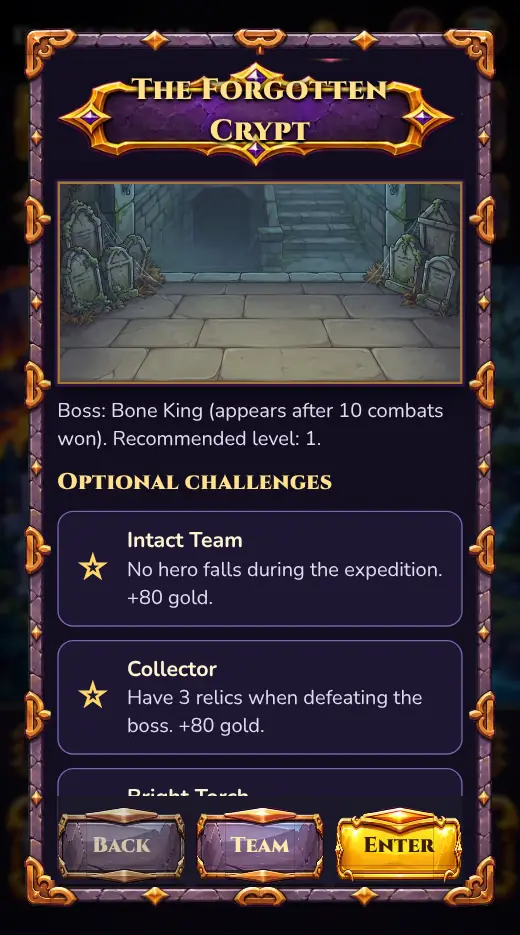 The Forgotten
Crypt
Boss: Bone King (appears after 10 combats
won). Recommended level: 1.
Optional challenges
Intact Team
No hero falls during the expedition.
+80 gold.
Collector
Have 3 relics when defeating the
boss. +80 gold.
Bright Torch
Back
Team
Enter